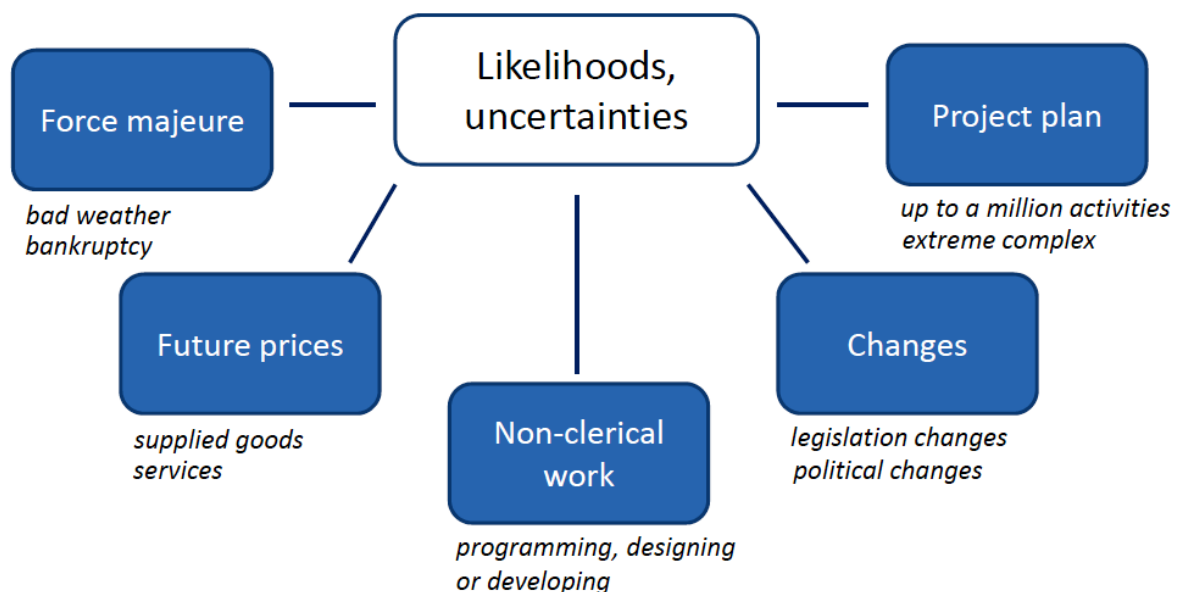 Likelihoods,
uncertainties
Force majeure
bad weather
bankruptcy
Project plan
up to a million activities
extreme complex
Future prices
supplied goods
services
Changes
legislation changes
political changes
Non-clerical
work
programming, designing
or developing